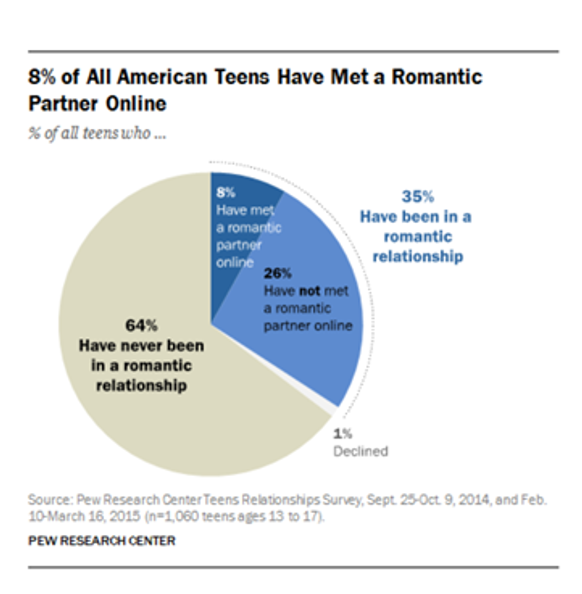 8% of All American Teens Have Met a Romantic
Partner Online
% of all teens who ...
8%
Have met
a romantic
partner
online
26%
Have not met
a romantic
partner online
35%
Have been in a
romantic
relationship
64%
Have never been
in a romantic
relationship
1%
Declined
Source: Pew Research Center Teens Relationships Survey, Sept. 25-Oct. 9, 2014, and Feb.
10-March 16, 2015 (n=1,060 teens ages 13 to 17).
PEW RESEARCH CENTER